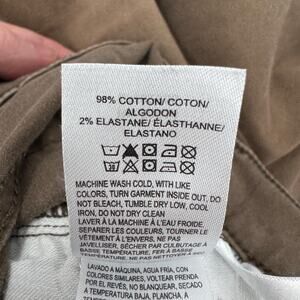 98% COTTON/ COTON/
ALGODON
2% ELASTANE/ ÉLASTHANNE/
ELASTANO
MACHINE WASH COLD, WITH LIKE
COLORS, TURN GARMENT INSIDE OUT, DO
NOT BLEACH, TUMBLE DRY LOW, COOL
IRON, DO NOT DRY CLEAN
LAVER À LA MACHINE À L'EAU FROIDE.
SÉPARER LES COULEURS. TOURNER LE
VÊTEMENT À L'ENVERS. NE PAS
JAVELLISER, SÉCHER PAR CULBUTAGE À
BASSE TEMPÉRATURE, FER À BASSE
TEMPÉRATURE, NE PAS NETTOYER À
LAVADO A MÁQUINA, AGUA FRÍA, CON
COLORES SIMILARES, VOLTEAR PRENDA
POR EL REVÉS, NO BLANQUEAR, SECADO
A TEMPERATURA BAJA, PLANCHA, A